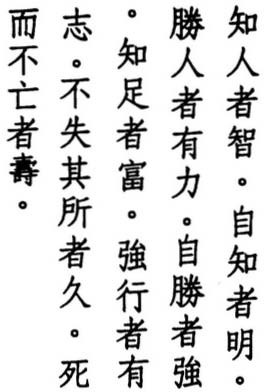 知人者智。自知者明。
勝人者有力。自勝者強
。知足者富。強行者有
志。不失其所者久。死
而不亡者壽。